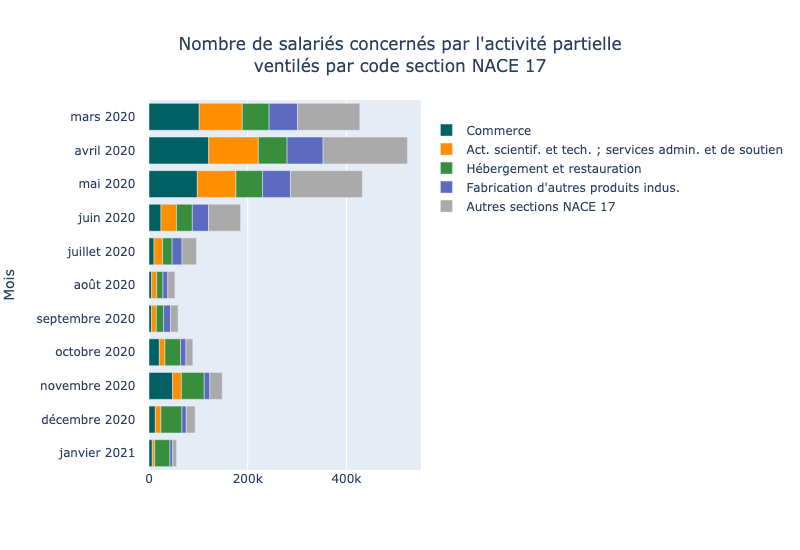 Nombre de salariés concernés par l'activité partielle
ventilés par code section NACE 17
Mois
mars 2020
avril 2020
mai 2020
juin 2020
juillet 2020
août 2020
septembre 2020
octobre 2020
novembre 2020
décembre 2020
janvier 2021
0
200k
400k
Commerce
Act. scientif. et tech. ; services admin. et de soutien
Hébergement et restauration
Fabrication d'autres produits indus.
Autres sections NACE 17